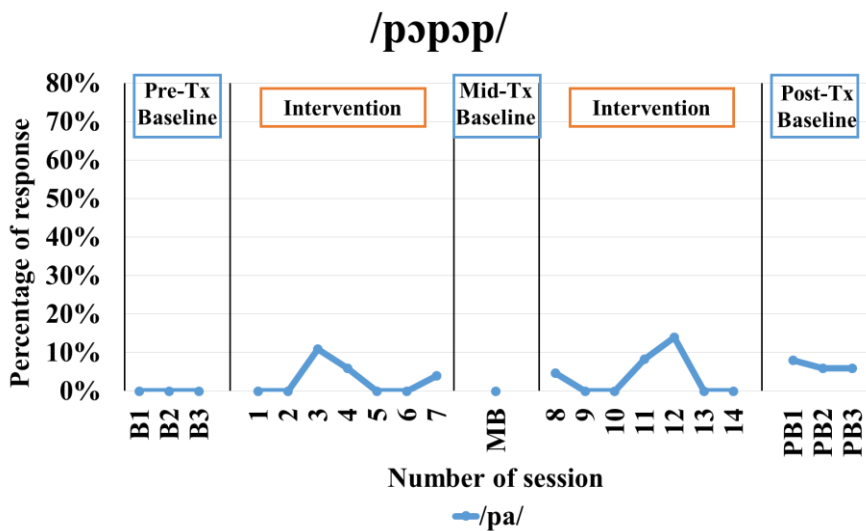 /pɔpɔp/
Pre-Tx
Baseline
Intervention
Mid-Tx
Baseline
Intervention
Post-Tx
Baseline
Percentage of response
80%
70%
60%
50%
40%
30%
20%
10%
0%
B1
B2
B3
1
2
3
4
5
6
7
MB
8
9
10
11
12
13
14
PB1
PB2
PB3
Number of session
/pa/